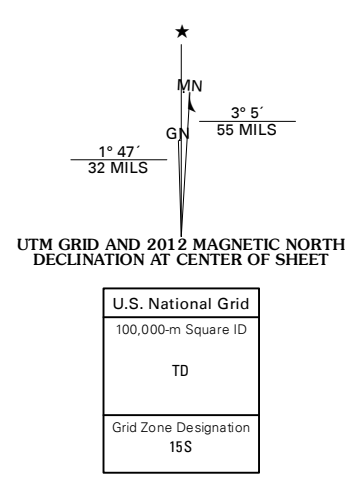 ★
MN
GN
3° 5´
55 MILS
1° 47´
32 MILS
UTM GRID AND 2012 MAGNETIC NORTH
DECLINATION AT CENTER OF SHEET
U.S. National Grid
100,000-m Square ID
TD
Grid Zone Designation
15S